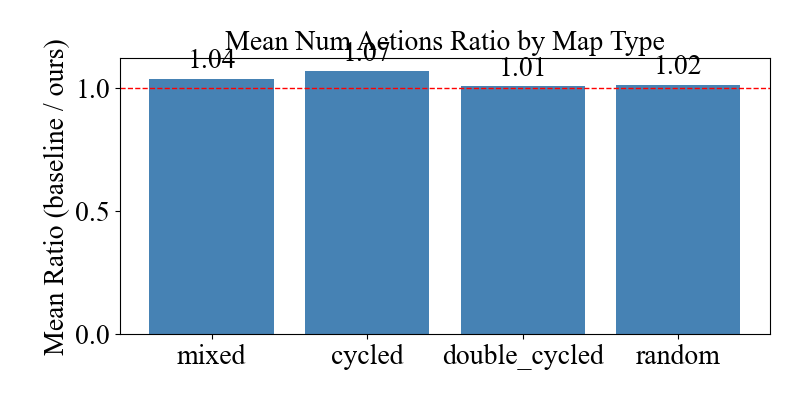 Mean Num Actions Ratio by Map Type
Mean Ratio (baseline / ours)
1.04
1.07
1.01
1.02
1.0
0.5
0.0
mixed
cycled
double_cycled
random